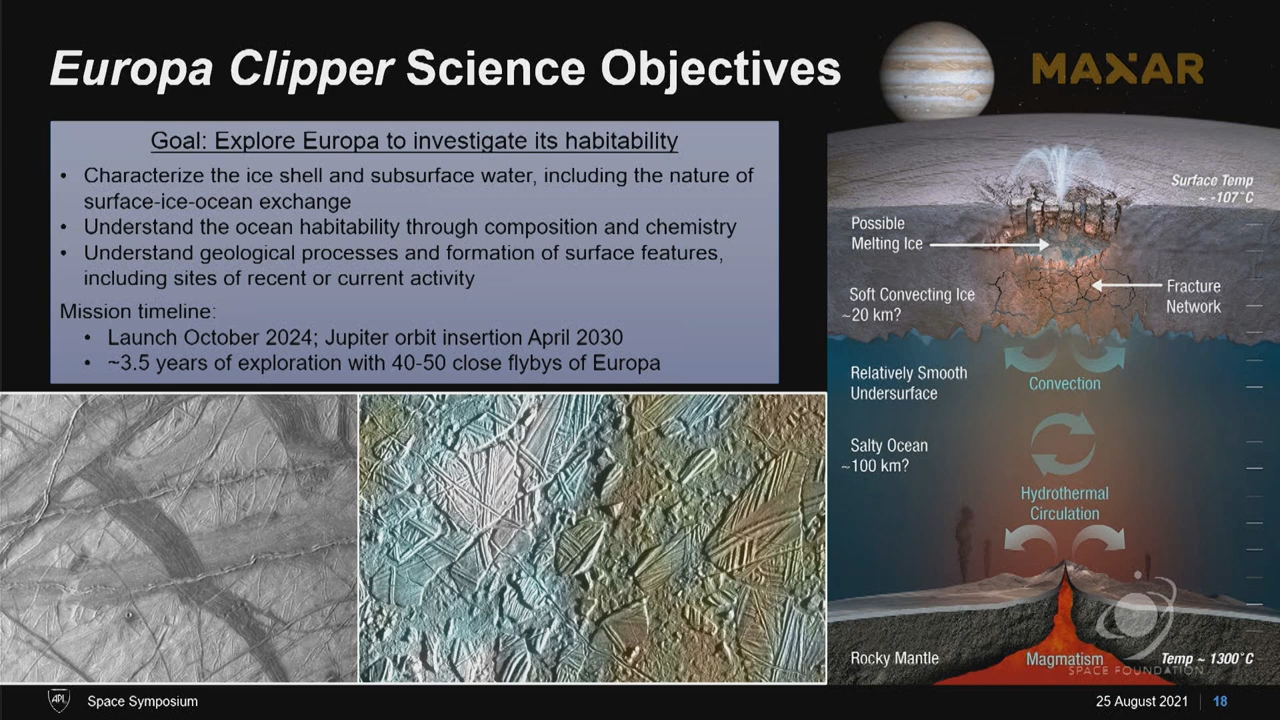 Europa Clipper Science Objectives
MAXAR
Goal: Explore Europa to investigate its habitability
• Characterize the ice shell and subsurface water, including the nature of
surface-ice-ocean exchange
• Understand the ocean habitability through composition and chemistry
• Understand geological processes and formation of surface features,
including sites of recent or current activity
Mission timeline:
• Launch October 2024; Jupiter orbit insertion April 2030
• ~3.5 years of exploration with 40-50 close flybys of Europa
Surface Temp
~ -107˚C
Possible
Melting Ice
Fracture
Network
Soft Convecting Ice
~20 km?
Relatively Smooth
Undersurface
Convection
Salty Ocean
~100 km?
Hydrothermal
Circulation
Rocky Mantle
Magmatism
Temp ~ 1300˚C
SPACE FOUNDATION
APL
Space Symposium
25 August 2021
18